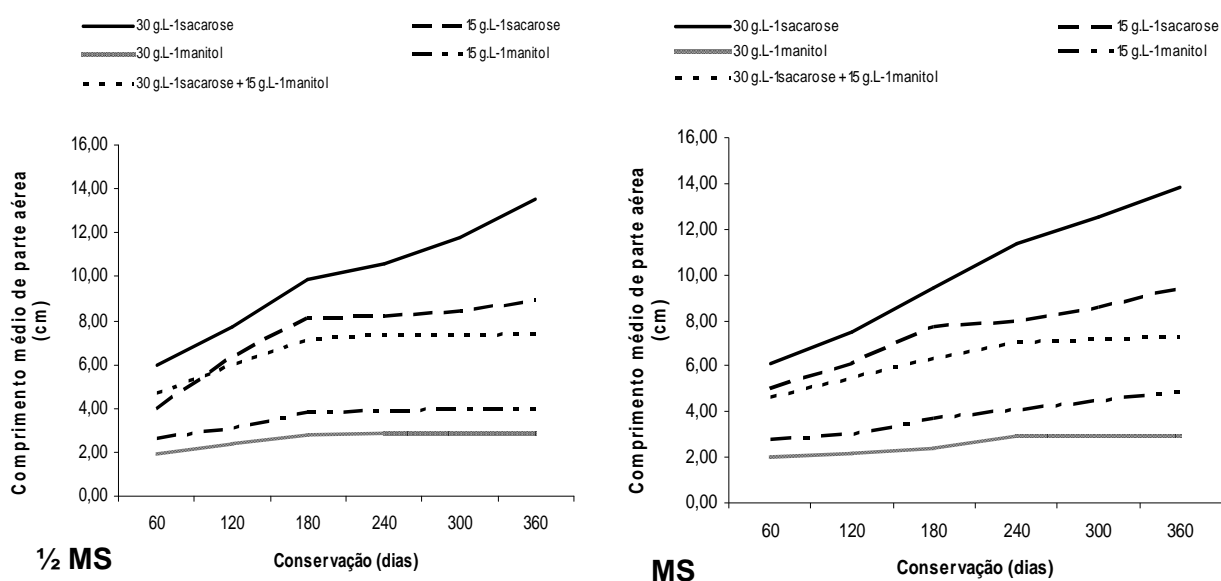 30 g.L-1sacarose
15 g.L-1sacarose
30 g.L-1manitol
15 g.L-1manitol
30 g.L-1sacarose + 15 g.L-1manitol
Comprimento médio de parte aérea
(cm)
16,00
14,00
12,00
10,00
8,00
6,00
4,00
2,00
0,00
60 120 180 240 300 360
Conservação (dias)
½ MS
30 g.L-1sacarose
15 g.L-1sacarose
30 g.L-1manitol
15 g.L-1manitol
30 g.L-1sacarose + 15 g.L-1manitol
Comprimento médio de parte aérea
(cm)
16,00
14,00
12,00
10,00
8,00
6,00
4,00
2,00
0,00
60 120 180 240 300 360
Conservação (dias)
MS